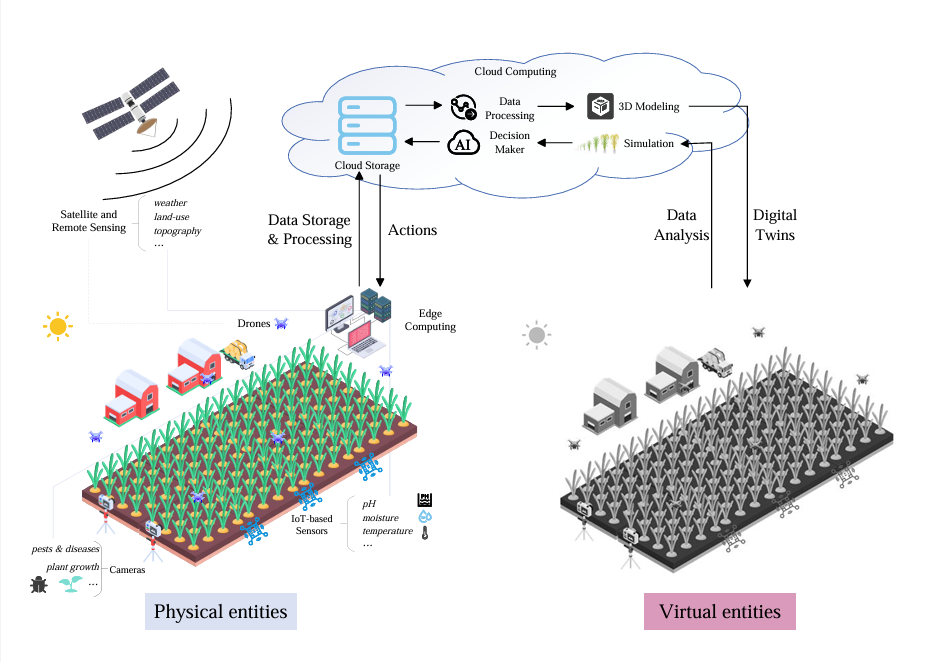 Cloud Computing
Data
Processing
3D Modeling
AI
Decision
Maker
Simulation
Cloud Storage
Satellite and
Remote Sensing
weather
land-use
topography
...
Data Storage
& Processing
Actions
Data
Analysis
Digital
Twins
Edge
Computing
Drones
IoT-based
Sensors
pH
moisture
temperature
...
pests & diseases
plant growth
...
Cameras
Physical entities
Virtual entities